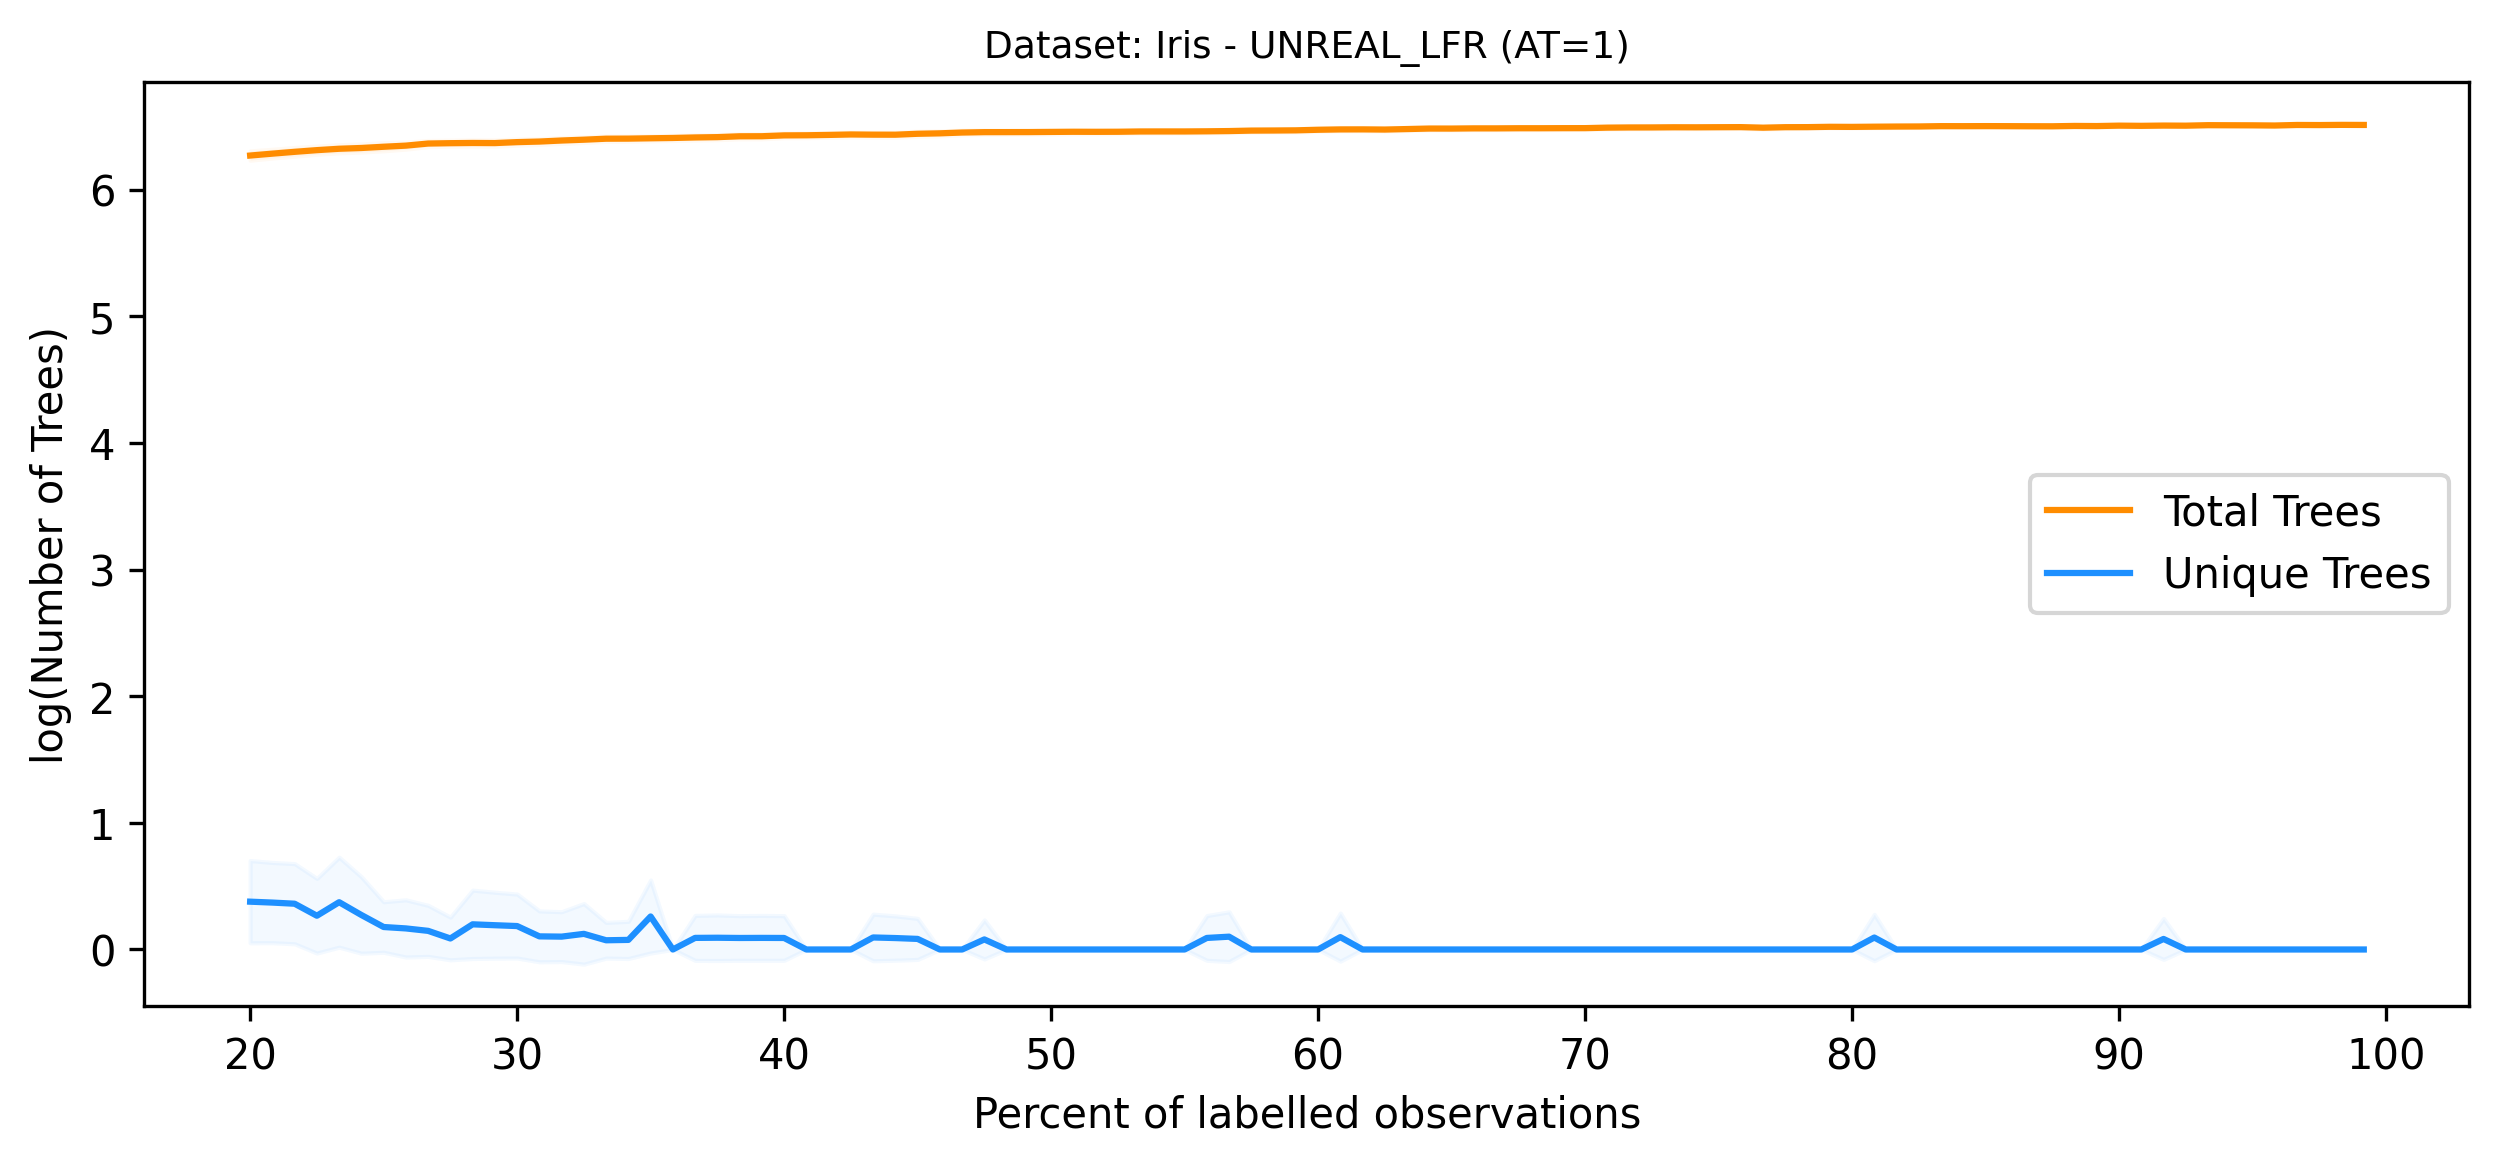 Dataset: Iris - UNREAL_LFR (AT=1)
log(Number of Trees)
6
5
4
3
2
1
0
Total Trees
Unique Trees
20 30 40 50 60 70 80 90 100
Percent of labelled observations